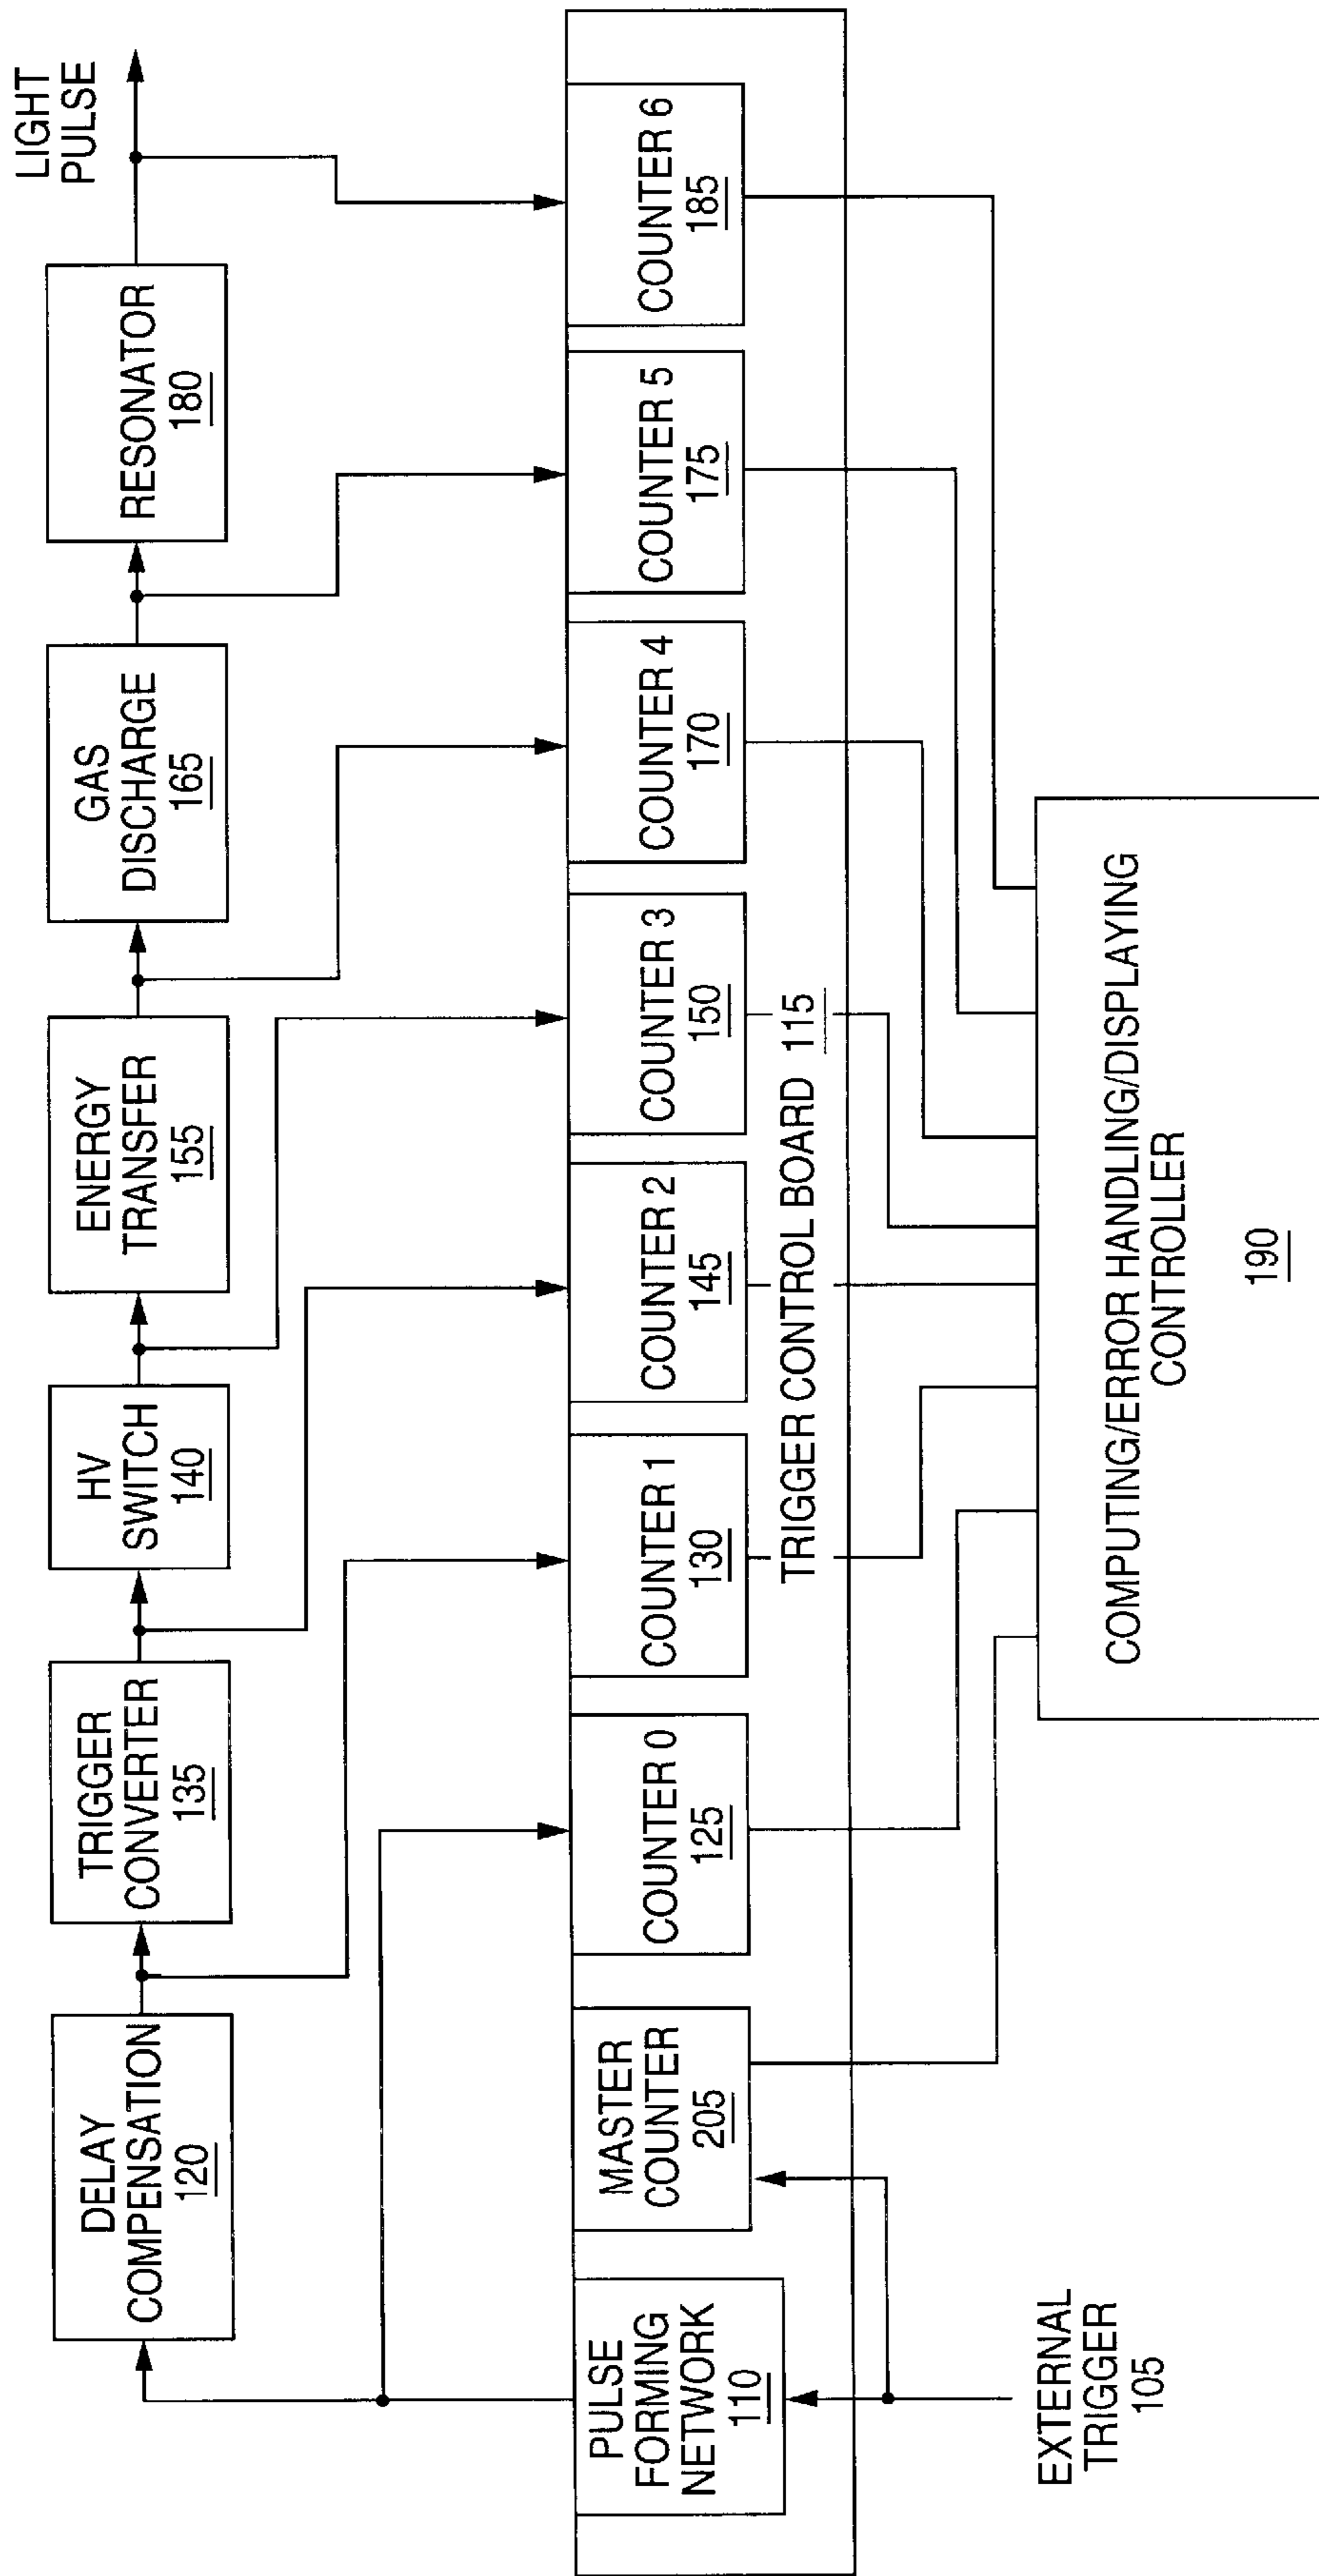 LIGHT
PULSE
DELAY
COMPENSATION
120
TRIGGER
CONVERTER
135
HV
SWITCH
140
ENERGY
TRANSFER
155
GAS
DISCHARGE
165
RESONATOR
180
PULSE
FORMING
NETWORK
110
MASTER
COUNTER
205
COUNTER 0
125
COUNTER 1
130
COUNTER 2
145
COUNTER 3
150
COUNTER 4
170
COUNTER 5
175
COUNTER 6
185
TRIGGER CONTROL BOARD 115
EXTERNAL
TRIGGER
105
COMPUTING/ERROR HANDLING/DISPLAYING
CONTROLLER
190